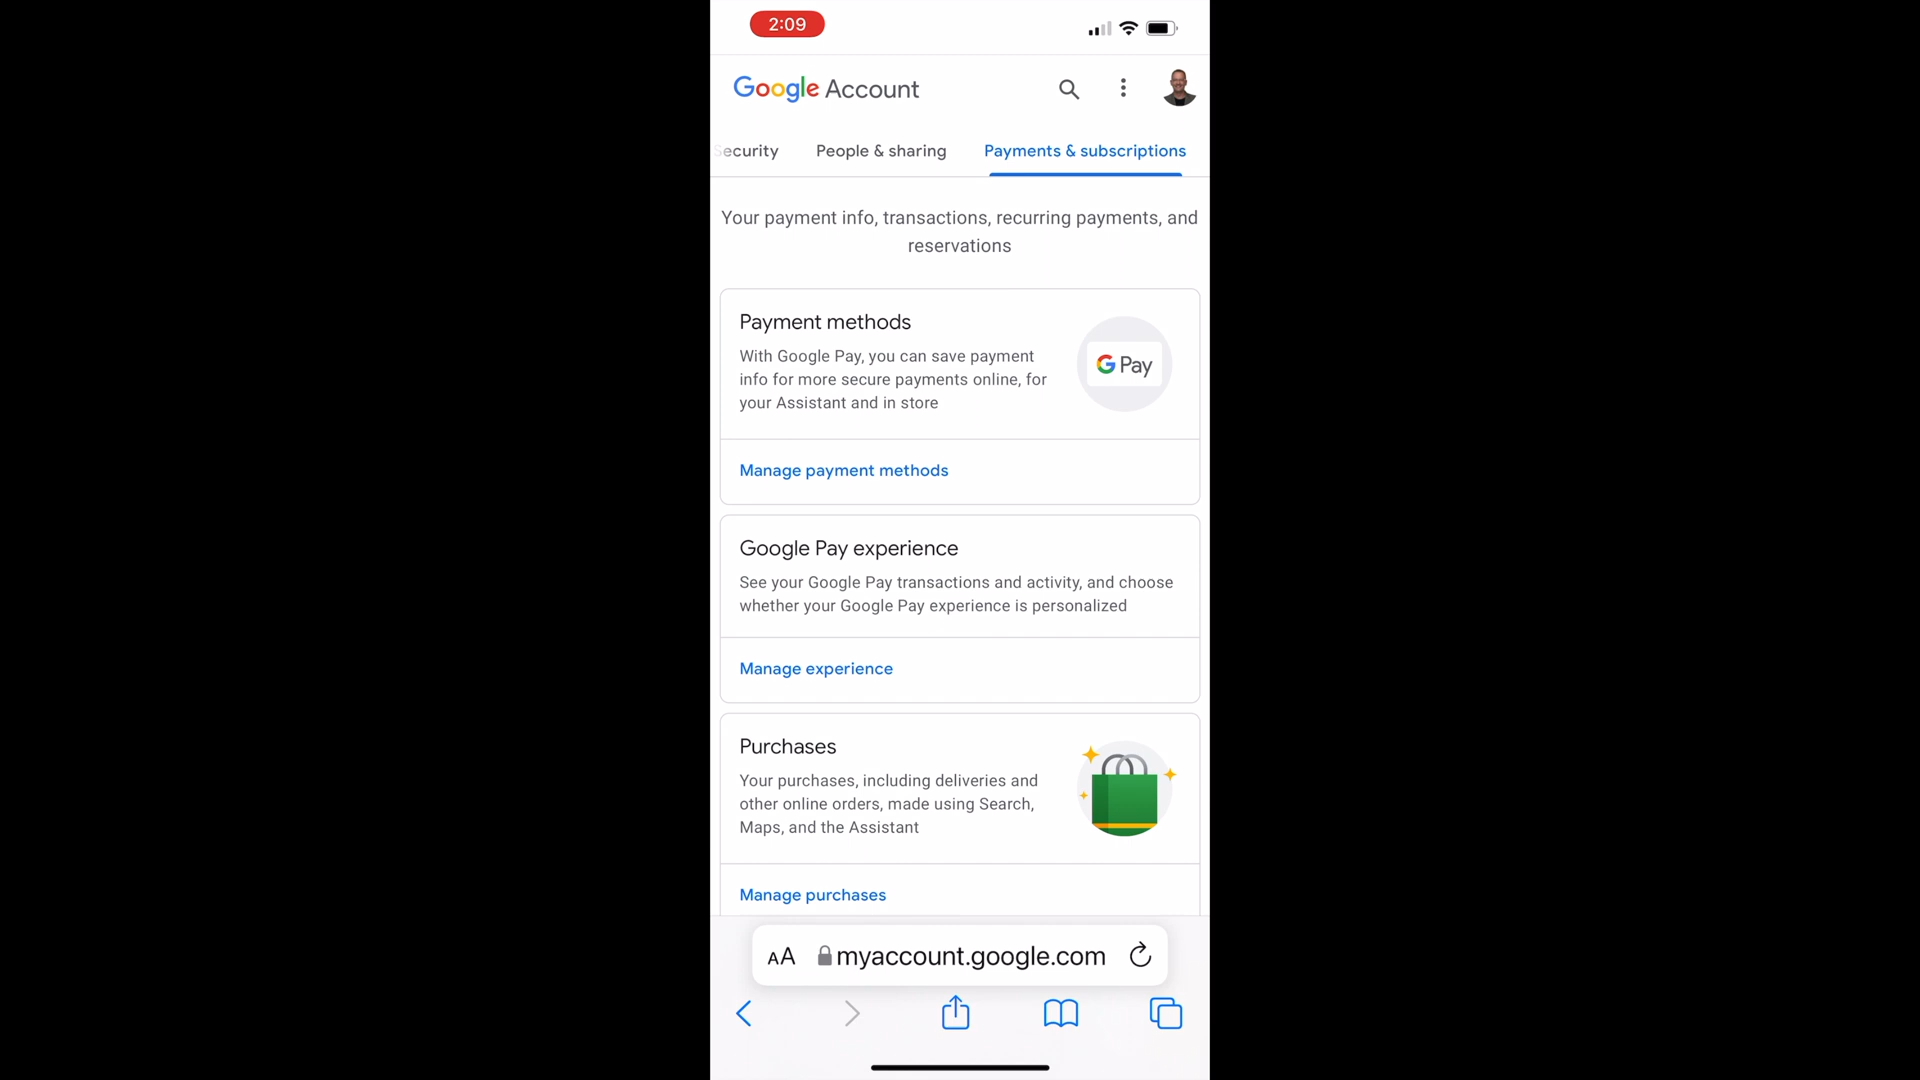 2:09
Google Account
Security People & sharing Payments & subscriptions
Your payment info, transactions, recurring payments, and
reservations
Payment methods
With Google Pay, you can save payment
info for more secure payments online, for
your Assistant and in store
G Pay
Manage payment methods
Google Pay experience
See your Google Pay transactions and activity, and choose
whether your Google Pay experience is personalized
Manage experience
Purchases
Your purchases, including deliveries and
other online orders, made using Search,
Maps, and the Assistant
Manage purchases
AA myaccount.google.com